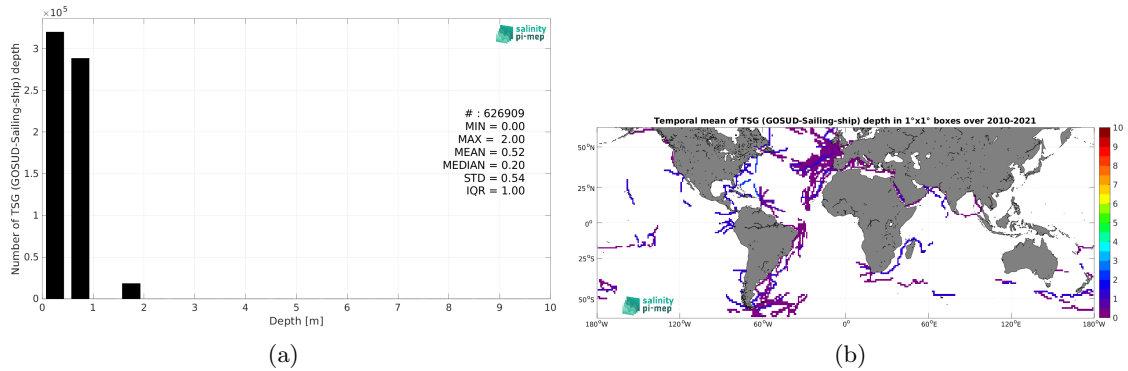 ×10⁵
3
2.5
2
1.5
1
0.5
0
Number of TSG (GOSUD-Sailing-ship) depth
salinity
pi-mep
# : 626909
MIN = 0.00
MAX = 2.00
MEAN = 0.52
MEDIAN = 0.20
STD = 0.54
IQR = 1.00
0 1 2 3 4 5 6 7 8 9 10
Depth [m]
(a)
Temporal mean of TSG (GOSUD-Sailing-ship) depth in 1°x1° boxes over 2010-2021
50°N
25°N
0°
25°S
50°S
salinity
pi-mep
180°W 120°W 60°W 0° 60°E 120°E 180°W
10
9
8
7
6
5
4
3
2
1
0
(b)